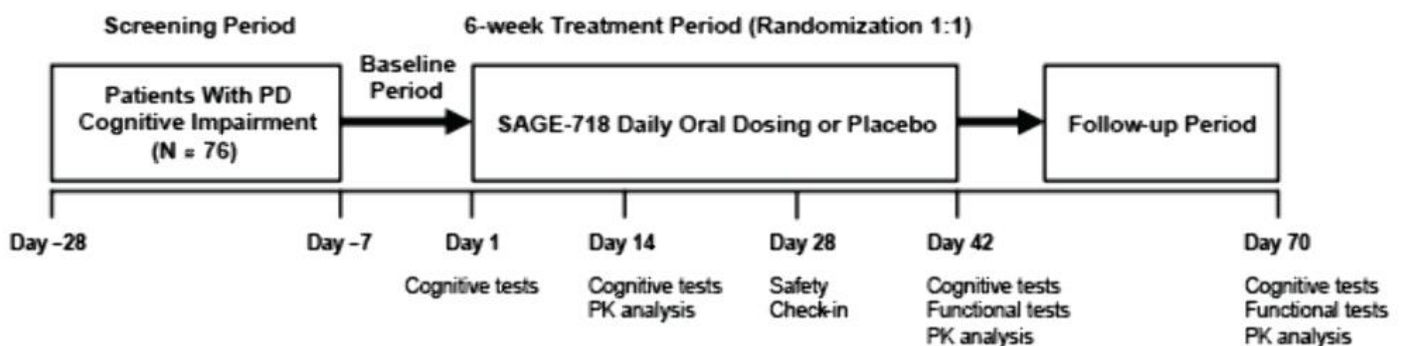 Screening Period
6-week Treatment Period (Randomization 1:1)
Patients With PD
Cognitive Impairment
(N = 76)
Baseline
Period
SAGE-718 Daily Oral Dosing or Placebo
Follow-up Period
Day –28
Day –7
Day 1
Day 14
Day 28
Day 42
Day 70
Cognitive tests
Cognitive tests
PK analysis
Safety
Check-in
Cognitive tests
Functional tests
PK analysis
Cognitive tests
Functional tests
PK analysis